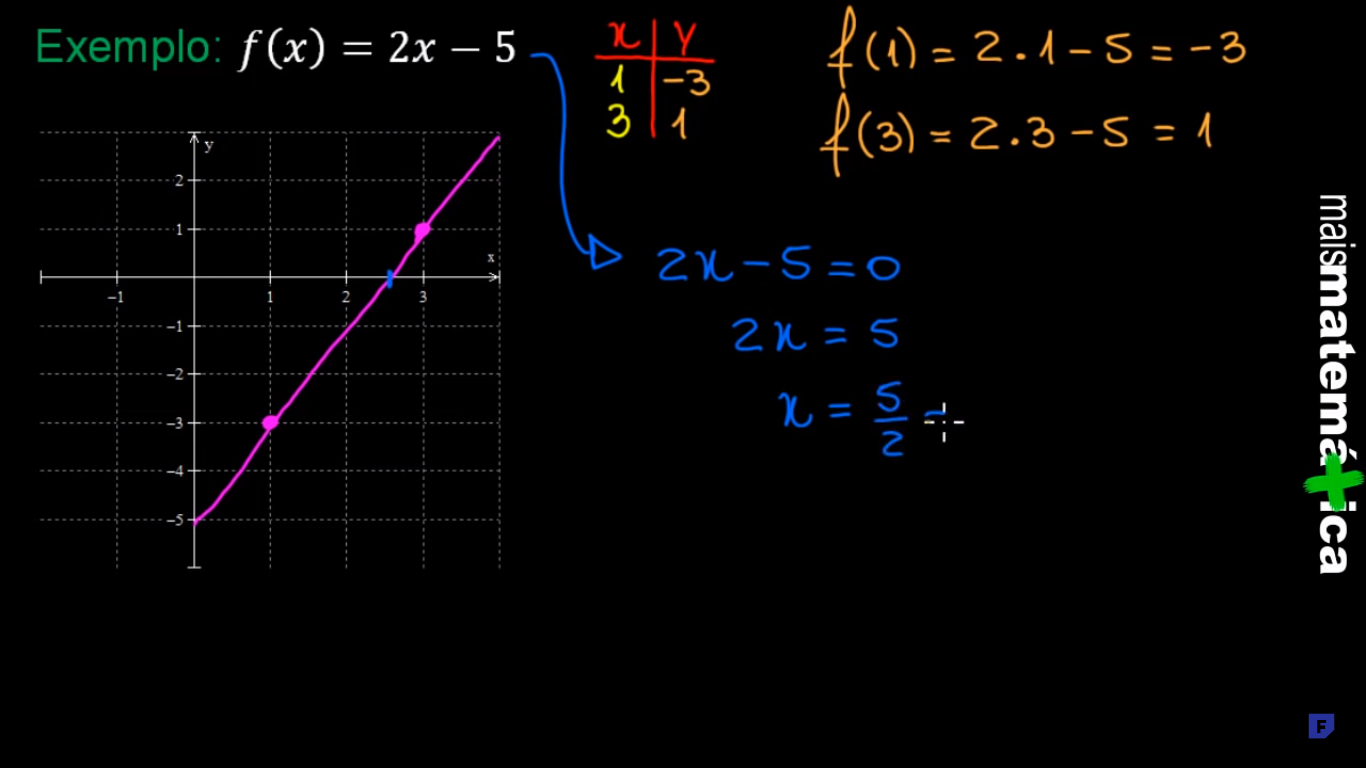 Exemplo: f(x) = 2x − 5
x y
1 −3
3 1
f(1) = 2.1 − 5 = −3
f(3) = 2.3 − 5 = 1
y
2
1
x
−1 1 2 3
−1
−2
−3
−4
−5
2x − 5 = 0
2x = 5
x = 5/2 =
maismatemática
F